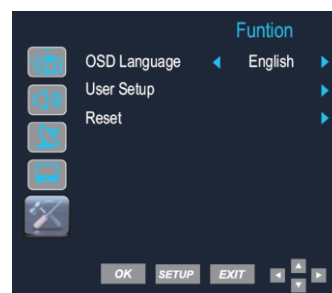 Funtion
OSD Language English
User Setup
Reset
OK SETUP EXIT